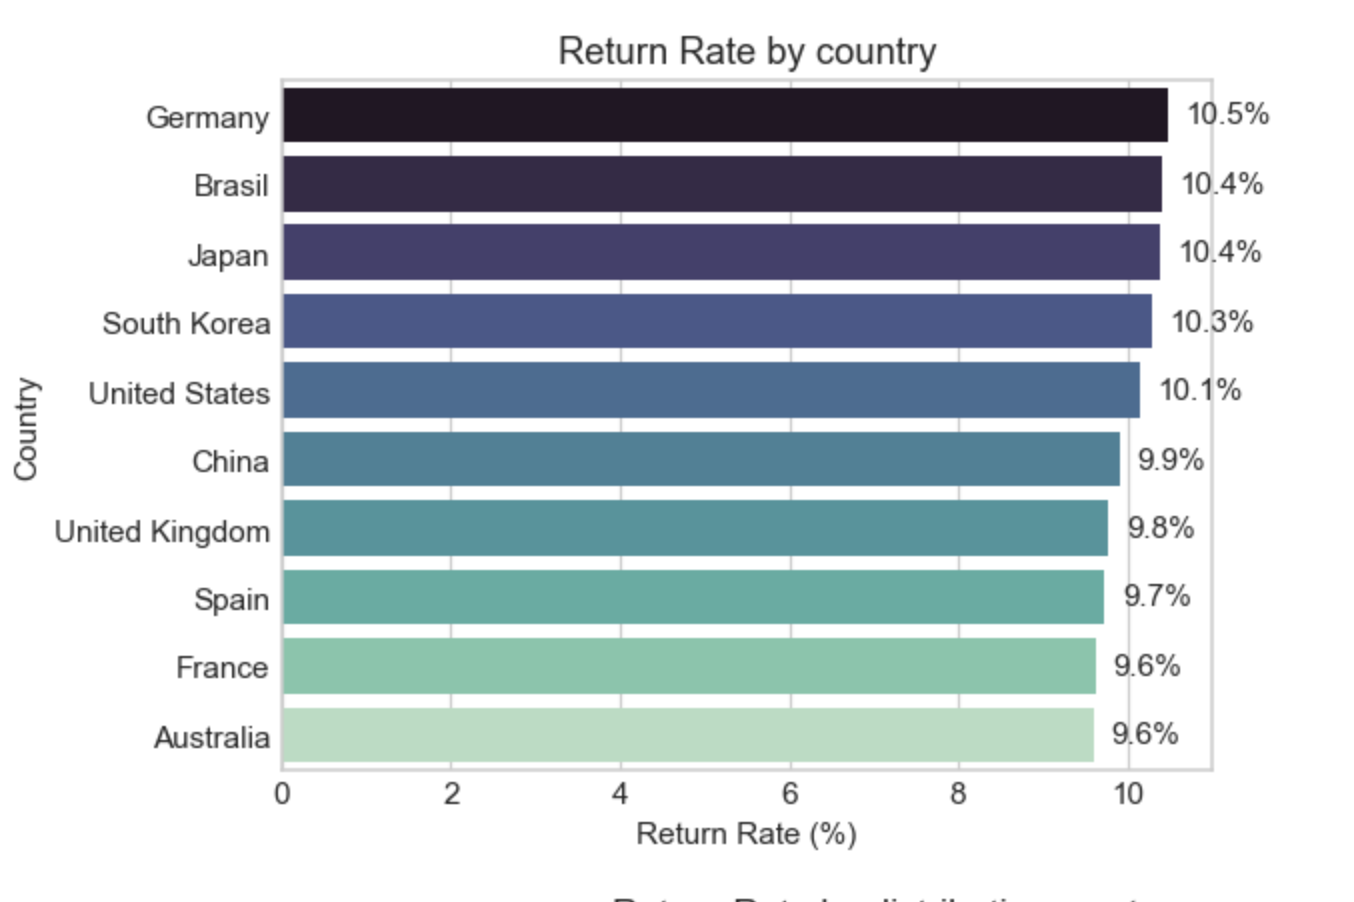 Return Rate by country
Germany 10.5%
Brasil 10.4%
Japan 10.4%
South Korea 10.3%
United States 10.1%
China 9.9%
United Kingdom 9.8%
Spain 9.7%
France 9.6%
Australia 9.6%
Country
0 2 4 6 8 10
Return Rate (%)